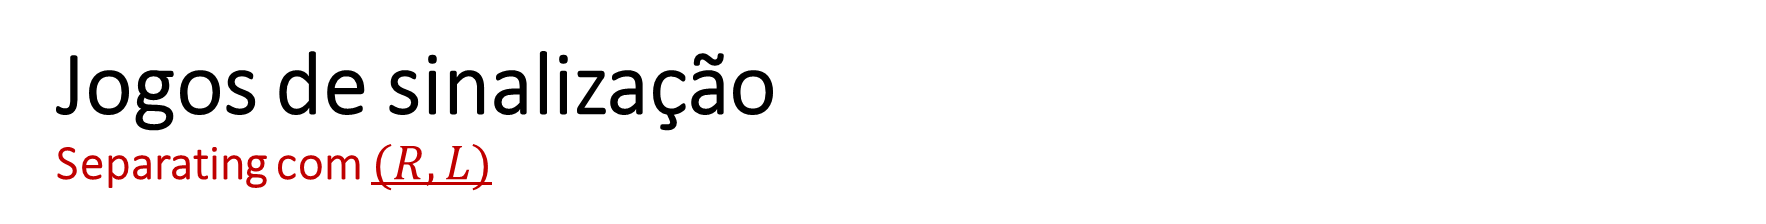 Jogos de sinalização
Separating com (R, L)